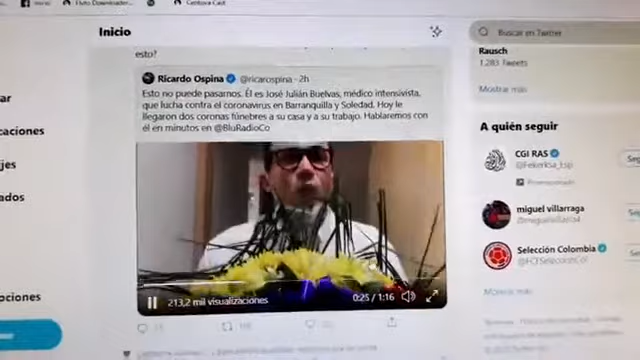 Inicio
Buscar en Twitter
esto?
Rausch
1.283 Tweets
Mostrar más
Ricardo Ospina @ricarospina · 2h
Esto no puede pasarnos. Él es José Julián Buelvas, médico intensivista,
que lucha contra el coronavirus en Barranquilla y Soledad. Hoy le
llegaron dos coronas fúnebres a su casa y a su trabajo. Hablaremos con
él en minutos en @BluRadioCo
A quién seguir
CGI RAS
@Fekerksa_Esp
Promocionado
miguel villarraga
Selección Colombia
@FCFSeleccionCol
Mostrar más
213,2 mil visualizaciones
0:25 / 1:16